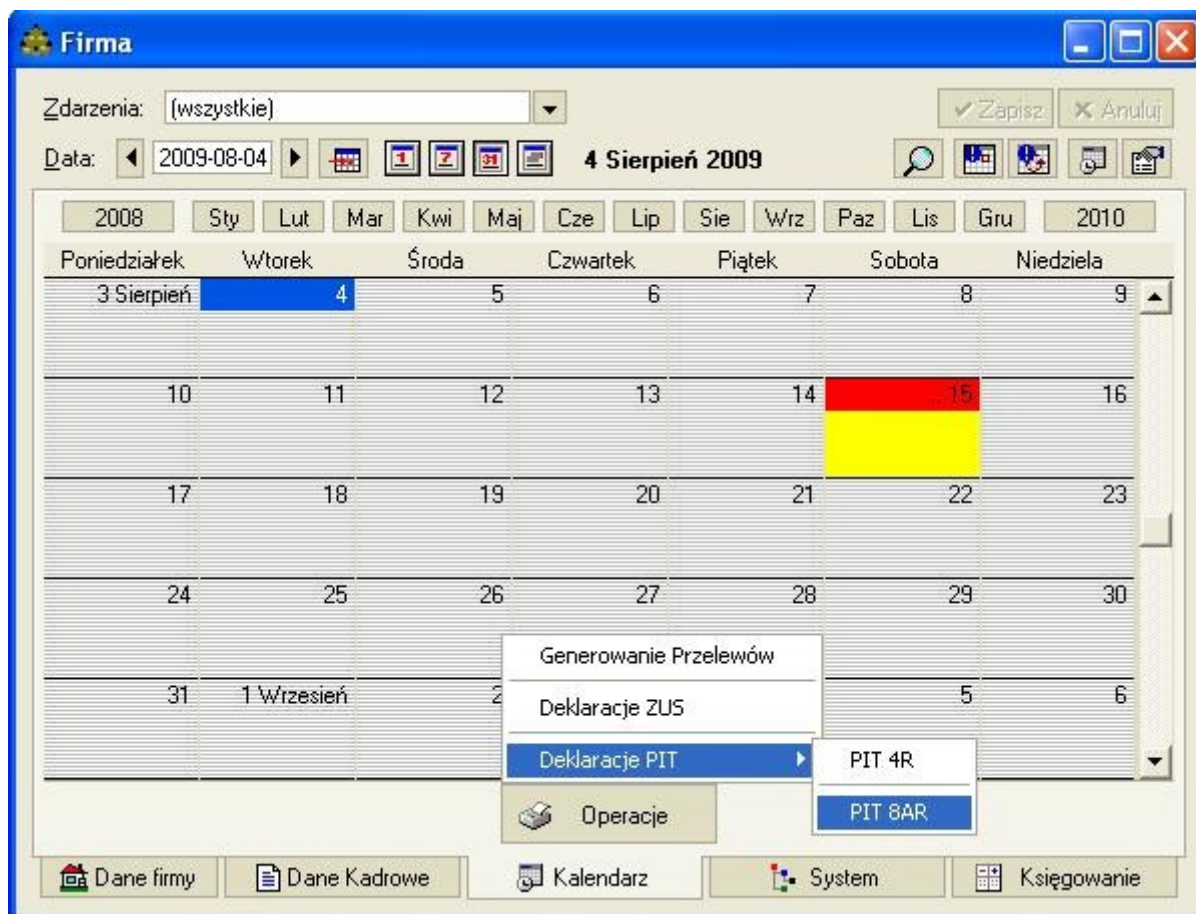 Firma
Zdarzenia: (wszystkie) Zapisz Anuluj
Data: 2009-08-04 1 7 31 4 Sierpień 2009
2008 Sty Lut Mar Kwi Maj Cze Lip Sie Wrz Paz Lis Gru 2010
Poniedziałek Wtorek Środa Czwartek Piątek Sobota Niedziela
3 Sierpień 4 5 6 7 8 9
10 11 12 13 14 .. 15 16
17 18 19 20 21 22 23
24 25 26 27 28 29 30
Generowanie Przelewów
31 1 Wrzesień 2 5 6
Deklaracje ZUS
Deklaracje PIT PIT 4R
Operacje PIT 8AR
Dane firmy Dane Kadrowe Kalendarz System Księgowanie